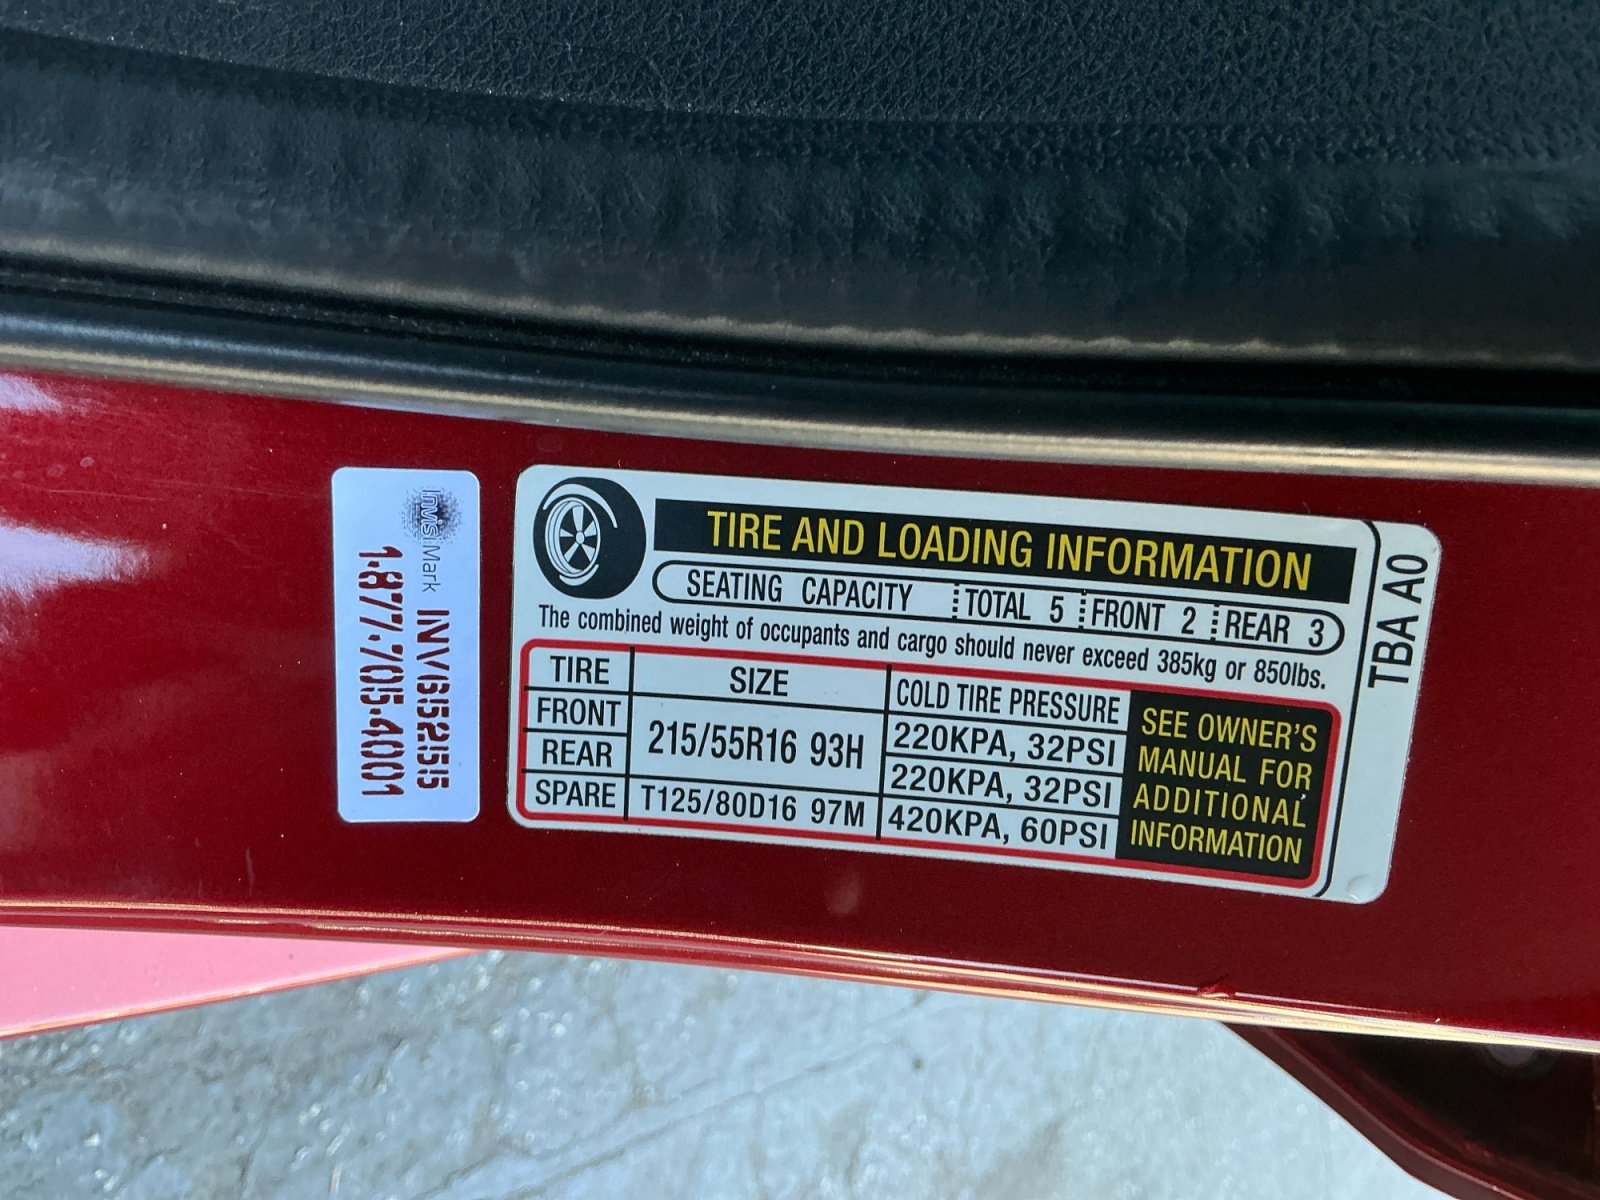 InvisiMark
INV65255
1·877·705·4001
TIRE AND LOADING INFORMATION
SEATING CAPACITY TOTAL 5 FRONT 2 REAR 3
The combined weight of occupants and cargo should never exceed 385kg or 850lbs.
TIRE SIZE COLD TIRE PRESSURE
FRONT 215/55R16 93H 220KPA, 32PSI
REAR 220KPA, 32PSI
SPARE T125/80D16 97M 420KPA, 60PSI
SEE OWNER'S
MANUAL FOR
ADDITIONAL
INFORMATION
TBA A0